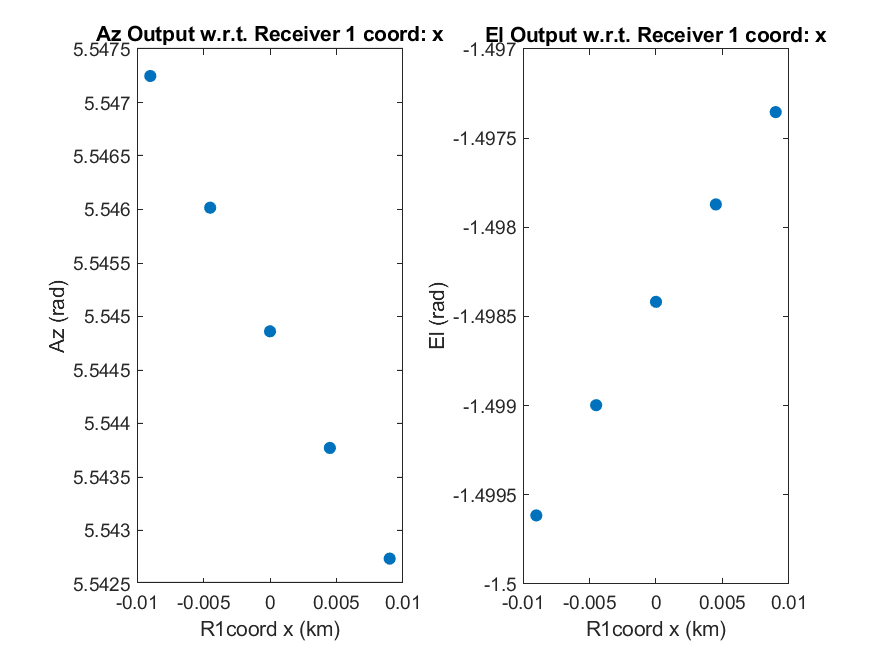 Az Output w.r.t. Receiver 1 coord: x
5.5475
5.547
5.5465
5.546
5.5455
5.545
5.5445
5.544
5.5435
5.543
5.5425
Az (rad)
-0.01 -0.005 0 0.005 0.01
R1coord x (km)
El Output w.r.t. Receiver 1 coord: x
-1.497
-1.4975
-1.498
-1.4985
-1.499
-1.4995
-1.5
El (rad)
-0.01 -0.005 0 0.005 0.01
R1coord x (km)